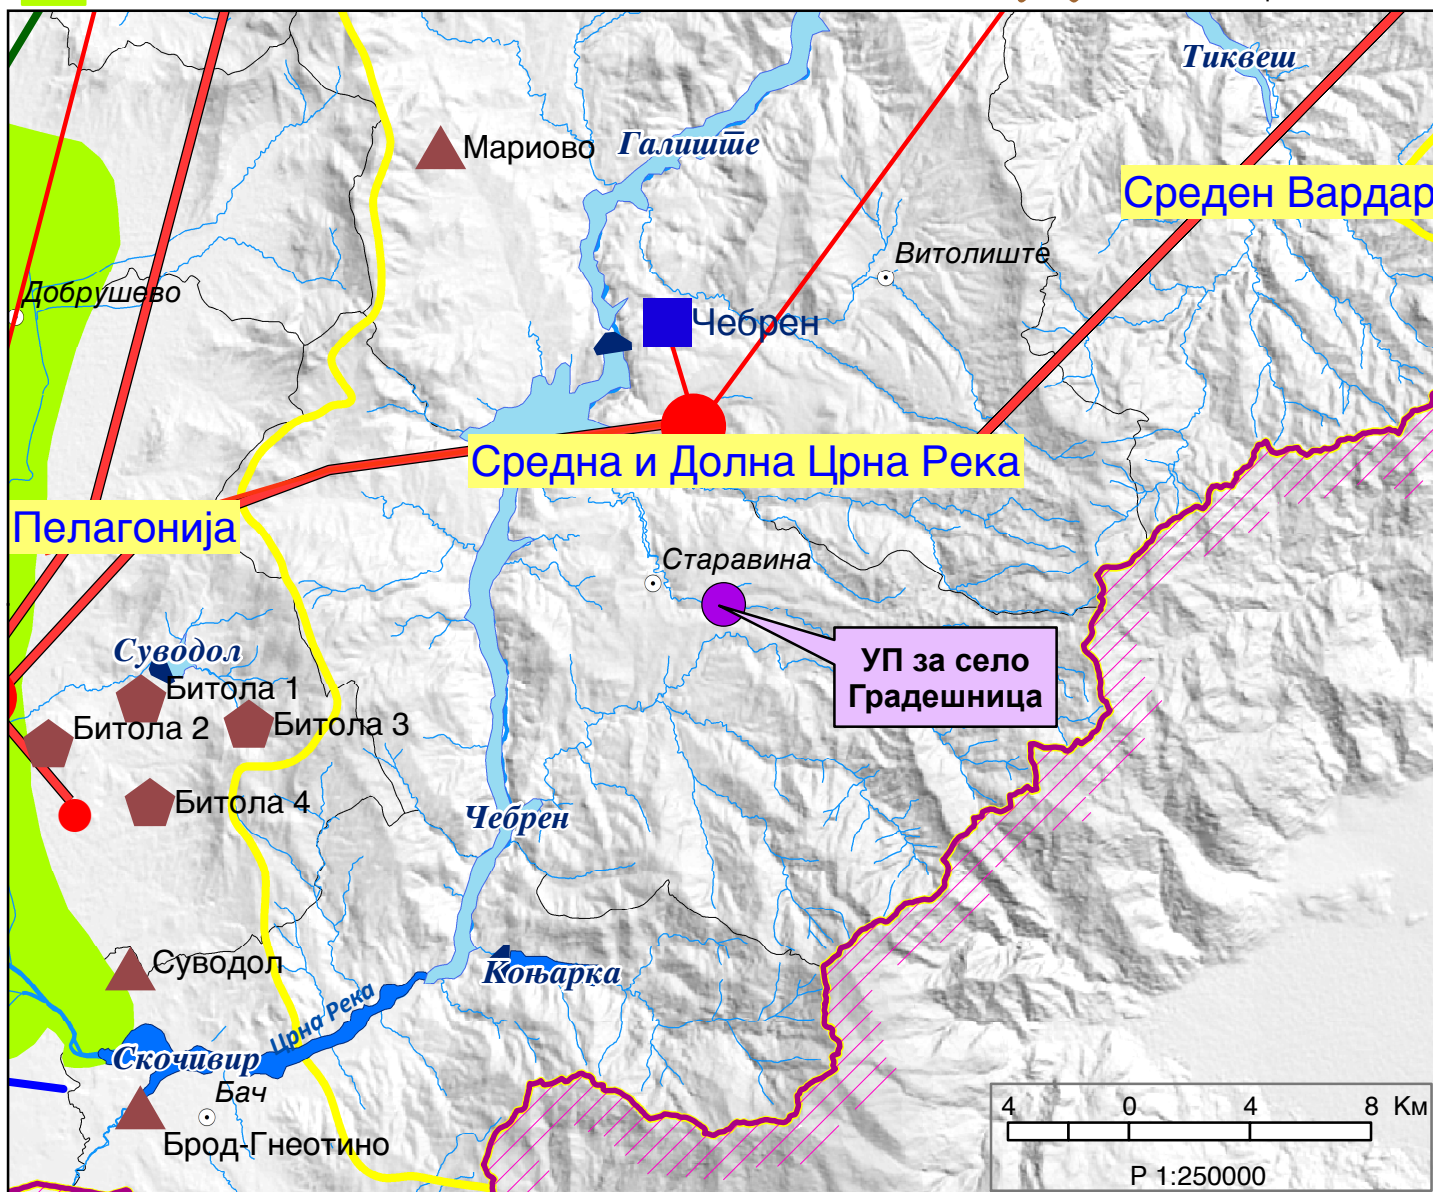 Тиквеш
Галиште
Мариово
Среден Вардар
Витолиште
Добрушево
Чебрен
Средна и Долна Црна Река
Пелагонија
Старавина
УП за село
Градешница
Суводол
Битола 1
Битола 2
Битола 3
Битола 4
Чебрен
Суводол
Коњарка
Црна Река
Скочивир
Бач
Брод-Гнеотино
4 0 4 8 Км
Р 1:250000